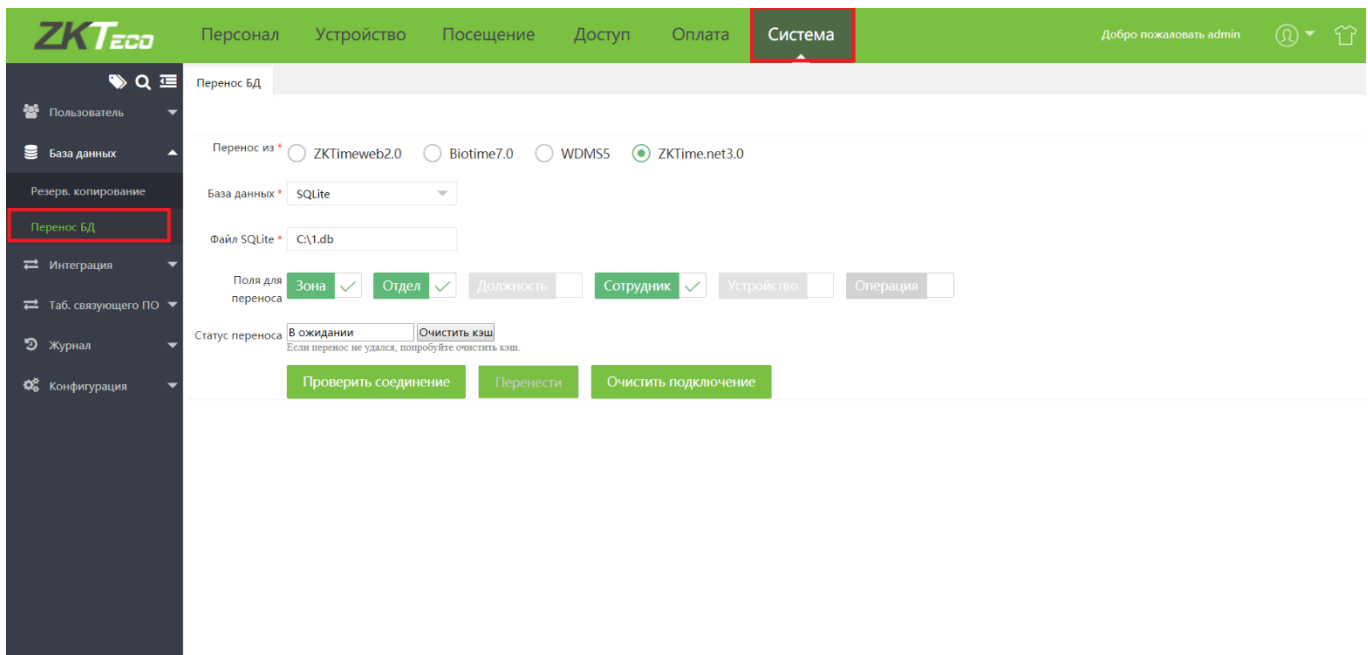 ZKTECO Персонал Устройство Посещение Доступ Оплата Система Добро пожаловать admin
Перенос БД
Пользователь
База данных
Резерв. копирование
Перенос БД
Интеграция
Таб. связующего ПО
Журнал
Конфигурация
Перенос из * ZKTimeweb2.0 Biotime7.0 WDMS5 ZKTime.net3.0
База данных * SQLite
Файл SQLite * C:\1.db
Поля для переноса Зона Отдел Должность Сотрудник Устройство Операция
Статус переноса В ожидании Очистить кэш
Если перенос не удался, попробуйте очистить кэш.
Проверить соединение Перенести Очистить подключение